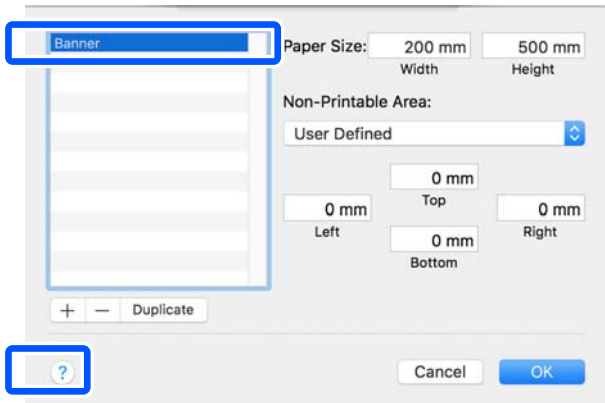 Banner
Paper Size: 200 mm 500 mm
Width Height
Non-Printable Area:
User Defined
0 mm
Top
0 mm 0 mm
Left Right
0 mm
Bottom
+ − Duplicate
? Cancel OK